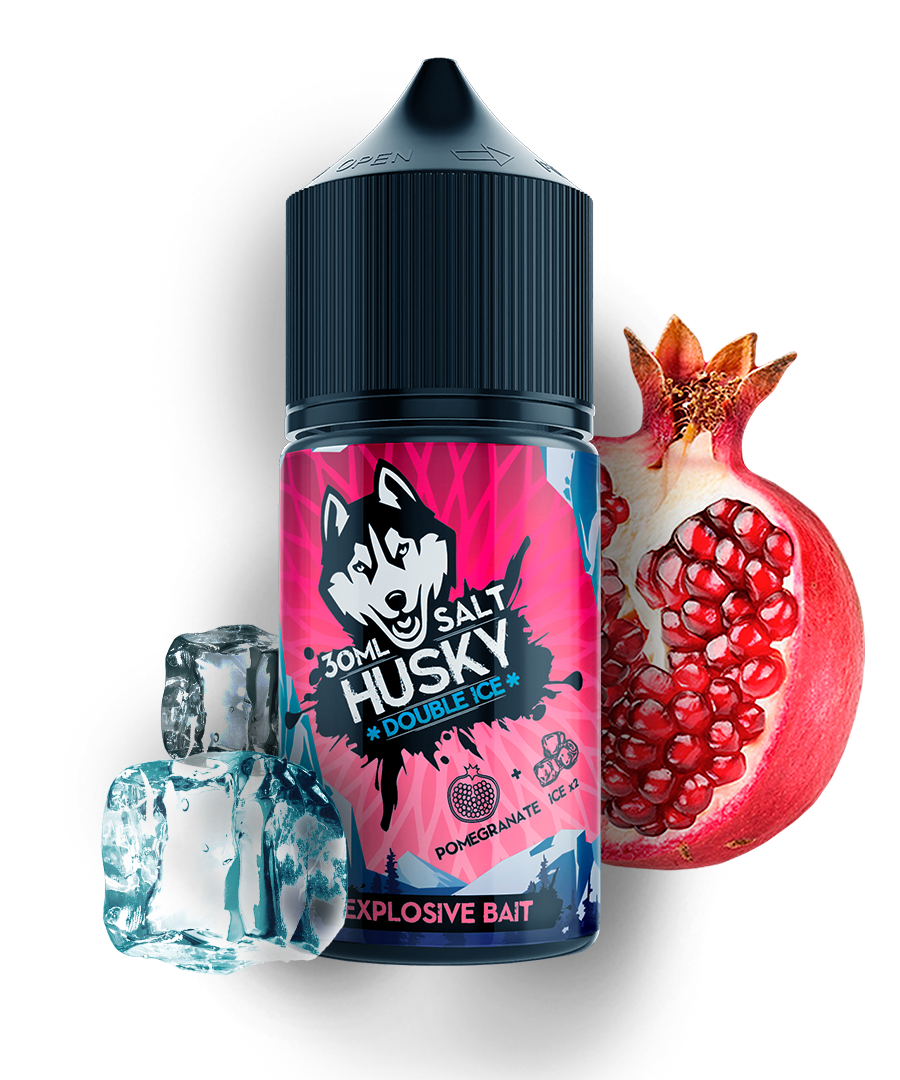 OPEN
30ML SALT
HUSKY
* DOUBLE ICE *
+
POMEGRANATE ICE x2
EXPLOSIVE BAIT